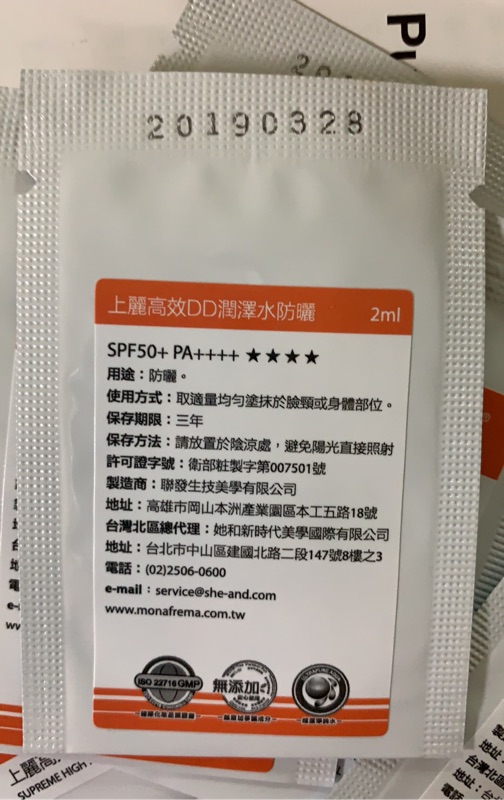 Pu
20190328
上麗高效DD潤澤水防曬 2ml
SPF50+ PA++++ ★★★★
用途：防曬。
使用方式：取適量均勻塗抹於臉頰或身體部位。
保存期限：三年
保存方法：請放置於陰涼處，避免陽光直接照射
許可證字號：衛部粧製字第007501號
製造商：聯發生技美學有限公司
地址：高雄市岡山本洲產業園區本工五路18號
台灣北區總代理：她和新時代美學國際有限公司
地址：台北市中山區建國北路二段147號8樓之3
電話：(02)2506-0600
e-mail：service@she-and.com
www.monafrema.com.tw
ISO 22716 GMP
無添加
上麗高
SUPREME HIGH